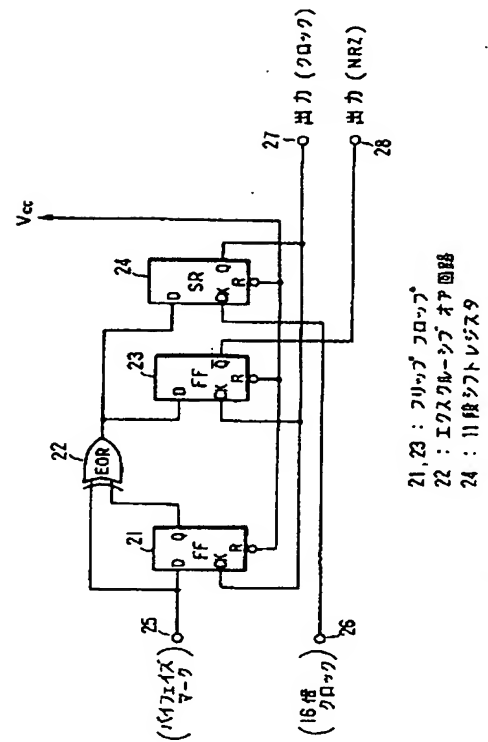 Vcc
22
EOR
21
D
Q
FF
CK
R
23
D
FF
Q̅
CK
R
24
D
SR
Q
CK
R
25
(バイフェイズ
マーク)
26
(16倍
クロック)
27
出力 (クロック)
28
出力 (NRZ)
21,23 : フリップ フロップ
22 : エクスクルーシブ オア 回路
24 : 11段シフトレジスタ